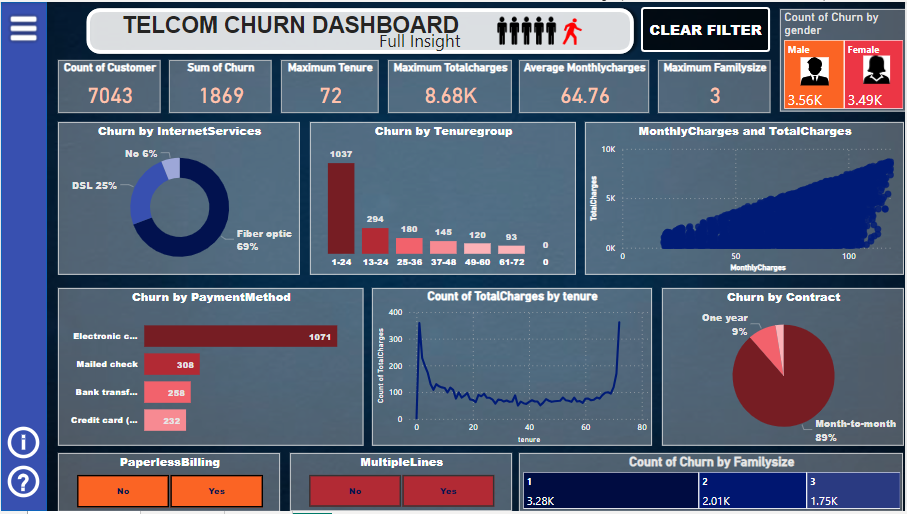 TELCOM CHURN DASHBOARD
Full Insight
CLEAR FILTER
Count of Churn by
gender
Male
Female
3.56K
3.49K
Count of Customer
7043
Sum of Churn
1869
Maximum Tenure
72
Maximum Totalcharges
8.68K
Average Monthlycharges
64.76
Maximum Familysize
3
Churn by InternetServices
No 6%
DSL 25%
Fiber optic
69%
Churn by Tenuregroup
1037
294
180
145
120
93
0
1-24
13-24
25-36
37-48
49-60
61-72
0
MonthlyCharges and TotalCharges
TotalCharges
10K
5K
0K
0
50
100
MonthlyCharges
Churn by PaymentMethod
Electronic c...
1071
Mailed check
308
Bank transf...
258
Credit card (...
232
Count of TotalCharges by tenure
Count of TotalCharges
400
300
200
100
0
0
20
40
60
80
tenure
Churn by Contract
One year
9%
Month-to-month
89%
PaperlessBilling
No
Yes
MultipleLines
No
Yes
Count of Churn by Familysize
1
3.28K
2
2.01K
3
1.75K
i
?